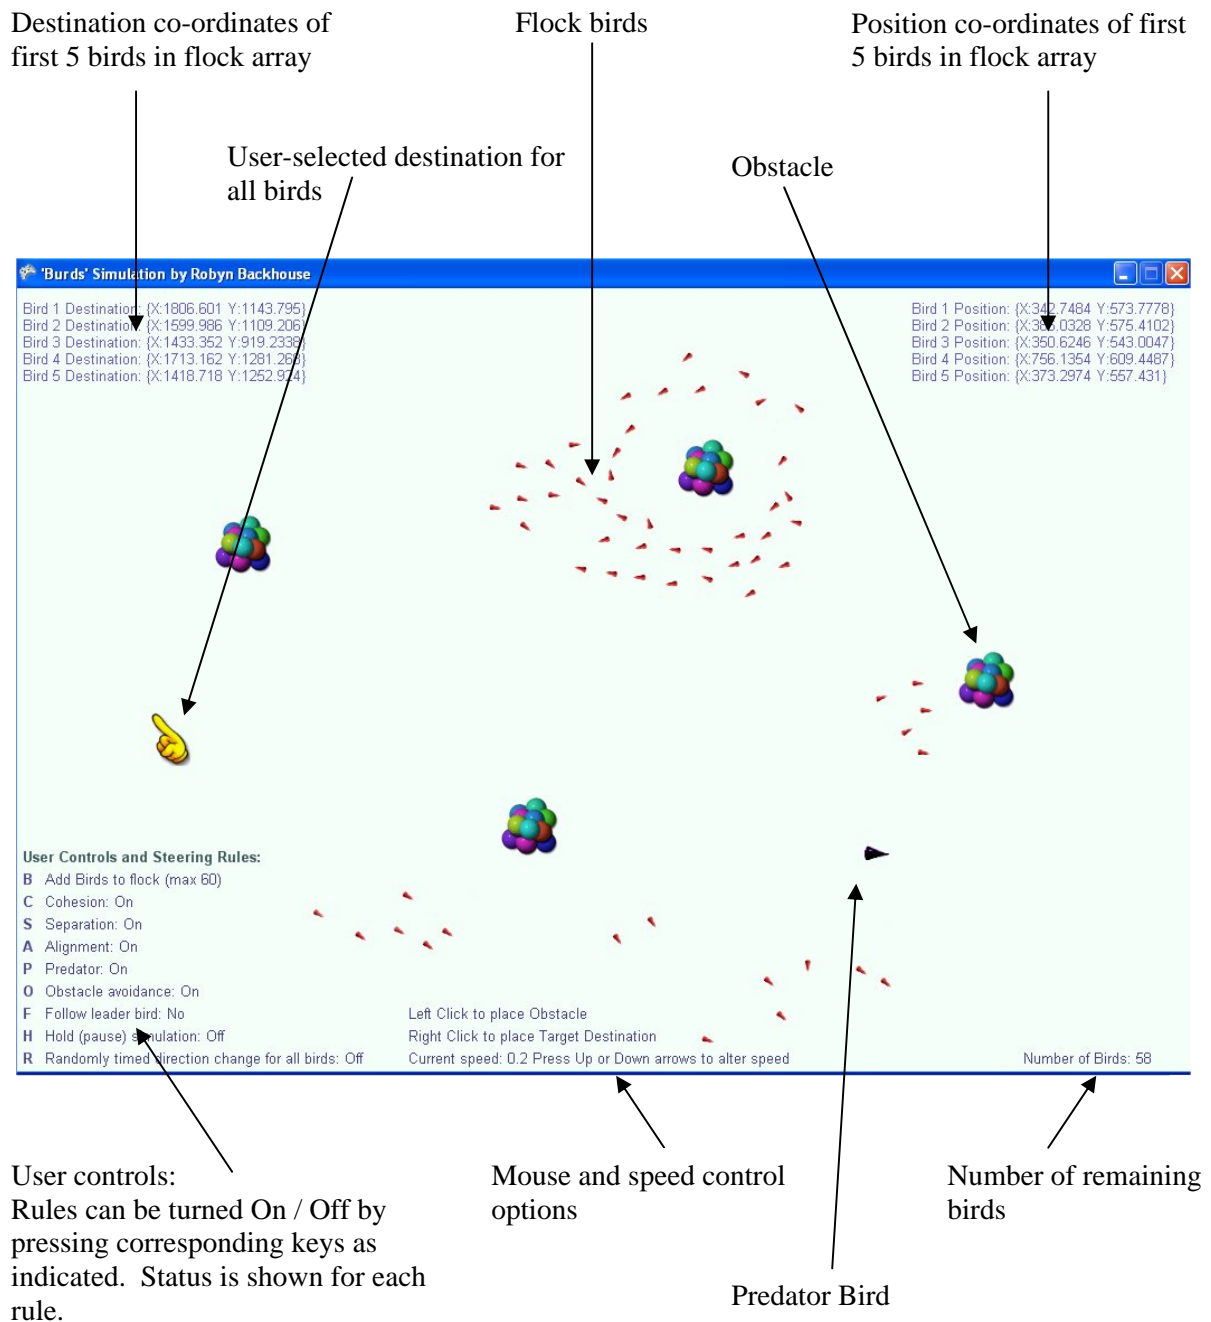 Destination co-ordinates of
first 5 birds in flock array
Flock birds
Position co-ordinates of first
5 birds in flock array
User-selected destination for
all birds
Obstacle
'Burds' Simulation by Robyn Backhouse
Bird 1 Destination: {X:1806.601 Y:1143.795}
Bird 2 Destination: {X:1599.986 Y:1109.206}
Bird 3 Destination: {X:1433.352 Y:919.2338}
Bird 4 Destination: {X:1713.162 Y:1281.263}
Bird 5 Destination: {X:1418.718 Y:1252.924}
Bird 1 Position: {X:342.7484 Y:573.7778}
Bird 2 Position: {X:383.0328 Y:575.4102}
Bird 3 Position: {X:350.6246 Y:543.0047}
Bird 4 Position: {X:756.1354 Y:609.4487}
Bird 5 Position: {X:373.2974 Y:557.431}
User Controls and Steering Rules:
B Add Birds to flock (max 60)
C Cohesion: On
S Separation: On
A Alignment: On
P Predator: On
O Obstacle avoidance: On
F Follow leader bird: No
H Hold (pause) simulation: Off
R Randomly timed direction change for all birds: Off
Left Click to place Obstacle
Right Click to place Target Destination
Current speed: 0.2 Press Up or Down arrows to alter speed
Number of Birds: 58
User controls:
Rules can be turned On / Off by
pressing corresponding keys as
indicated. Status is shown for each
rule.
Mouse and speed control
options
Number of remaining
birds
Predator Bird